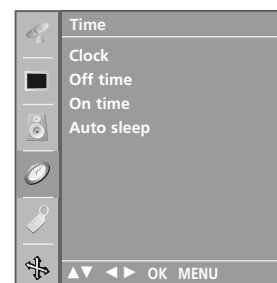 Time
Clock
Off time
On time
Auto sleep
▲▼ ◄► OK MENU